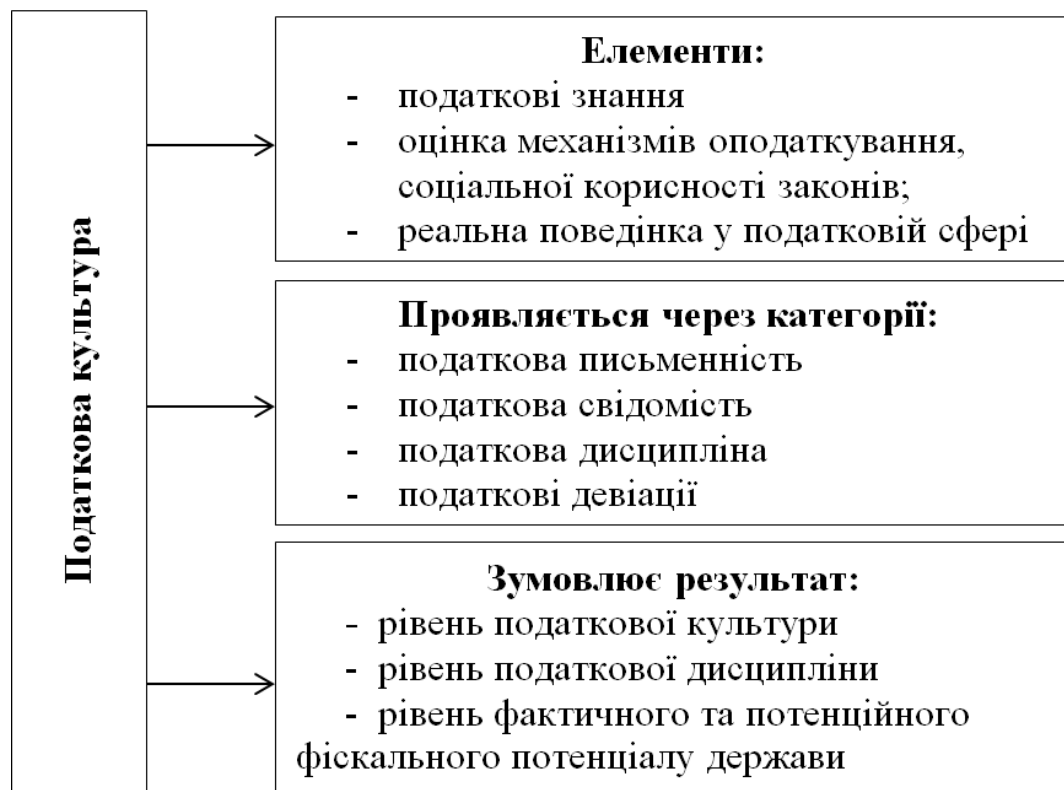 Податкова культура
Елементи:
- податкові знання
- оцінка механізмів оподаткування,
соціальної корисності законів;
- реальна поведінка у податковій сфері
Проявляється через категорії:
- податкова письменність
- податкова свідомість
- податкова дисципліна
- податкові девіації
Зумовлює результат:
- рівень податкової культури
- рівень податкової дисципліни
- рівень фактичного та потенційного
фіскального потенціалу держави